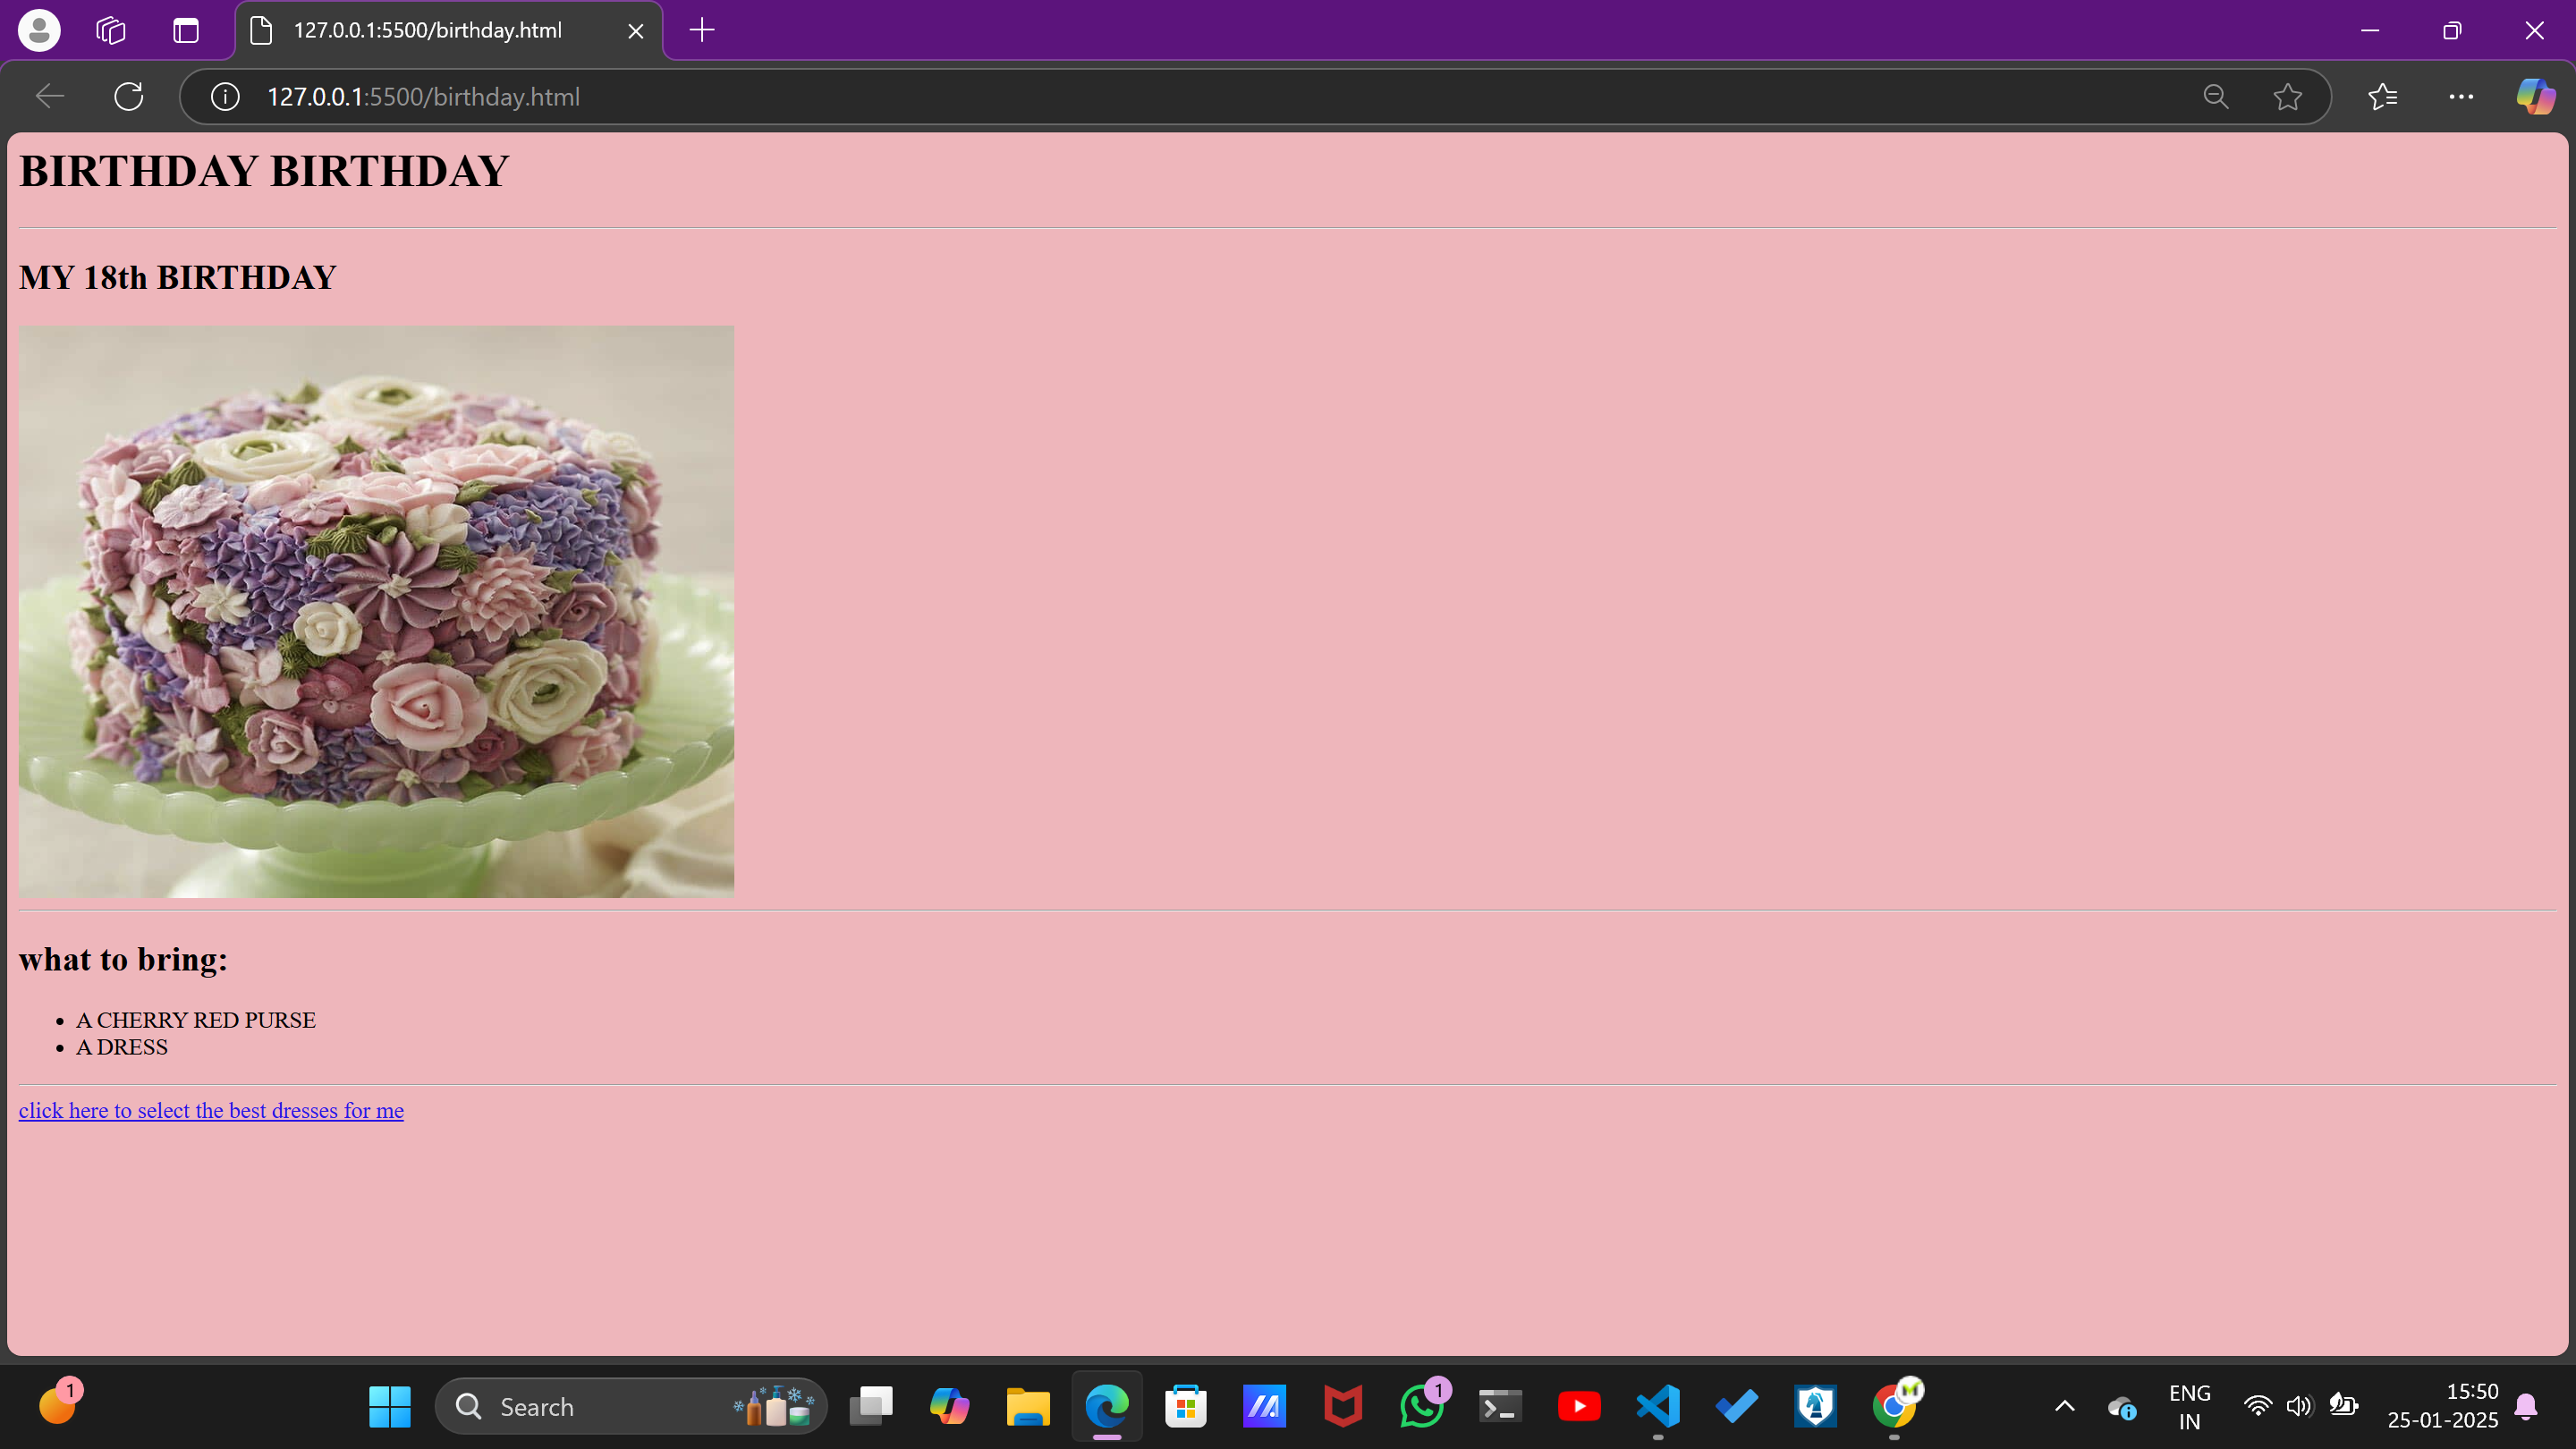 127.0.0.1:5500/birthday.html
127.0.0.1:5500/birthday.html
BIRTHDAY BIRTHDAY
MY 18th BIRTHDAY
what to bring:
A CHERRY RED PURSE
A DRESS
click here to select the best dresses for me
1
Search
1
ENG
IN
15:50
25-01-2025